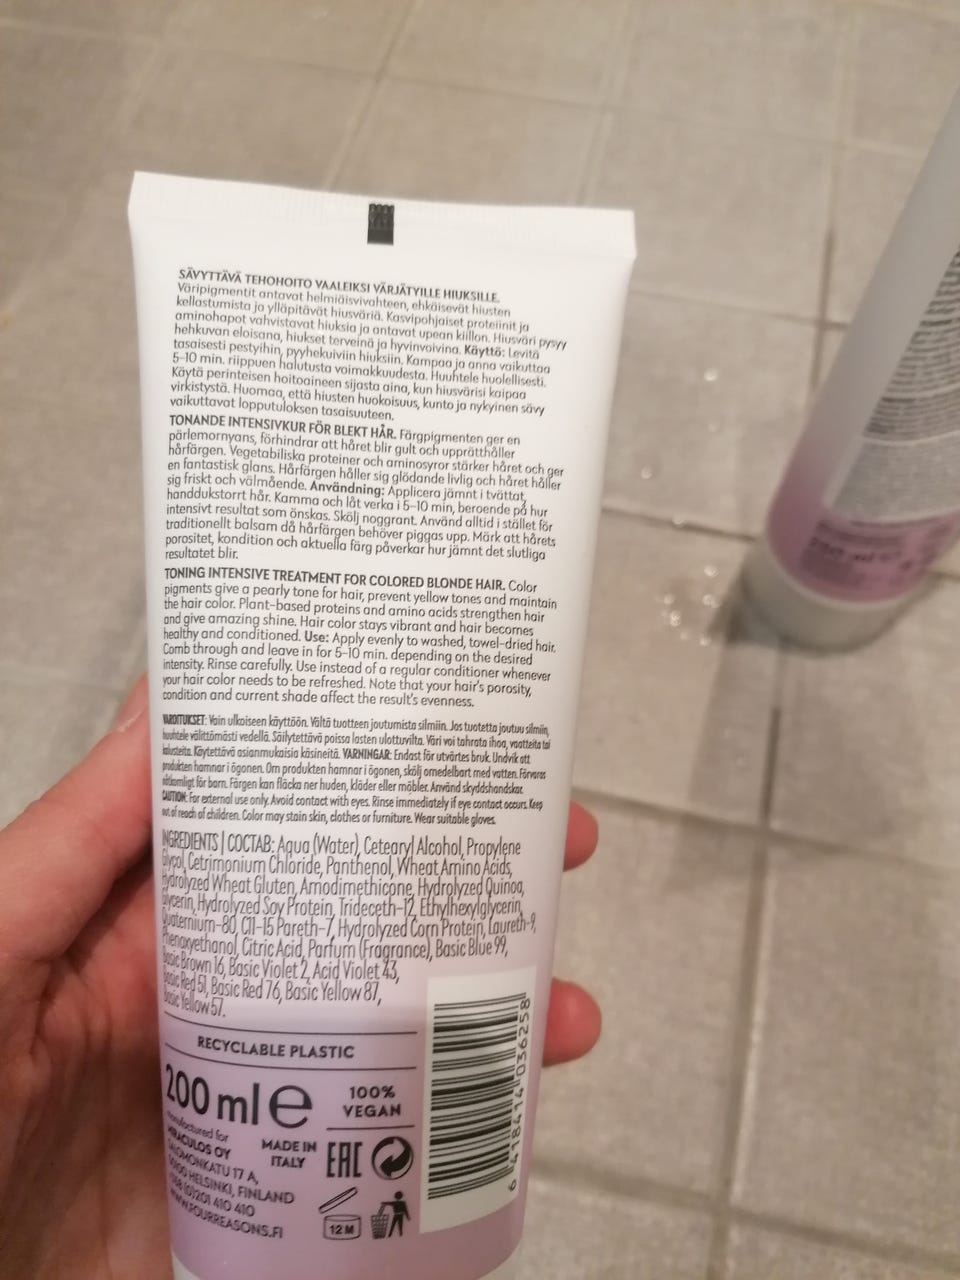 SÄVYTTÄVÄ TEHOHOITO VAALEIKSI VÄRJÄTYILLE HIUKSILLE.
Väripigmentit antavat helmiäisvivahteen, ehkäisevät hiusten
kellastumista ja ylläpitävät hiusväriä. Kasvipohjaiset proteiinit ja
aminohapot vahvistavat hiuksia ja antavat upean kiillon. Hiusväri pysyy
hehkuvan eloisana, hiukset terveinä ja hyvinvoivina. Käyttö: Levitä
tasaisesti pestyihin, pyyhekuiviin hiuksiin. Kampaa ja anna vaikuttaa
5–10 min. riippuen halutusta voimakkuudesta. Huuhtele huolellisesti.
Käytä perinteisen hoitoaineen sijasta aina, kun hiusvärisi kaipaa
virkistystä. Huomaa, että hiusten huokoisuus, kunto ja nykyinen sävy
vaikuttavat lopputuloksen tasaisuuteen.
TONANDE INTENSIVKUR FÖR BLEKT HÅR. Färgpigmenten ger en
pärlemornyans, förhindrar att håret blir gult och upprätthåller
hårfärgen. Vegetabiliska proteiner och aminosyror stärker håret och ger
en fantastisk glans. Hårfärgen håller sig glödande livlig och håret håller
sig friskt och välmående. Användning: Applicera jämnt i tvättat,
handdukstorrt hår. Kamma och låt verka i 5–10 min, beroende på hur
intensivt resultat som önskas. Skölj noggrant. Använd alltid i stället för
traditionellt balsam då hårfärgen behöver piggas upp. Märk att hårets
porositet, kondition och aktuella färg påverkar hur jämnt det slutliga
resultatet blir.
TONING INTENSIVE TREATMENT FOR COLORED BLONDE HAIR. Color
pigments give a pearly tone for hair, prevent yellow tones and maintain
the hair color. Plant-based proteins and amino acids strengthen hair
and give amazing shine. Hair color stays vibrant and hair becomes
healthy and conditioned. Use: Apply evenly to washed, towel-dried hair.
Comb through and leave in for 5–10 min. depending on the desired
intensity. Rinse carefully. Use instead of a regular conditioner whenever
your hair color needs to be refreshed. Note that your hair's porosity,
condition and current shade affect the result's evenness.
VAROITUKSET: Vain ulkoiseen käyttöön. Vältä tuotteen joutumista silmiin. Jos tuotetta joutuu silmiin,
huuhtele välittömästi vedellä. Säilytettävä poissa lasten ulottuvilta. Väri voi tahrata ihoa, vaatteita tai
kalusteita. Käytettävä asianmukaisia käsineitä. VARNINGAR: Endast för utvärtes bruk. Undvik att
produkten hamnar i ögonen. Om produkten hamnar i ögonen, skölj omedelbart med vatten. Förvaras
oåtkomligt för barn. Färgen kan fläcka ner huden, kläder eller möbler. Använd skyddshandskar.
CAUTION: For external use only. Avoid contact with eyes. Rinse immediately if eye contact occurs. Keep
out of reach of children. Color may stain skin, clothes or furniture. Wear suitable gloves.
INGREDIENTS | СОСТАВ: Aqua (Water), Cetearyl Alcohol, Propylene
Glycol, Cetrimonium Chloride, Panthenol, Wheat Amino Acids,
Hydrolyzed Wheat Gluten, Amodimethicone, Hydrolyzed Quinoa,
Glycerin, Hydrolyzed Soy Protein, Trideceth-12, Ethylhexylglycerin,
Quaternium-80, C11-15 Pareth-7, Hydrolyzed Corn Protein, Laureth-9,
Phenoxyethanol, Citric Acid, Parfum (Fragrance), Basic Blue 99,
Basic Brown 16, Basic Violet 2, Acid Violet 43,
Basic Red 51, Basic Red 76, Basic Yellow 87,
Basic Yellow 57.
RECYCLABLE PLASTIC
200 ml e
100%
VEGAN
manufactured for
MIRACULOS OY
SALOMONKATU 17 A,
00100 HELSINKI, FINLAND
+358 (0)201 410 410
WWW.FOURREASONS.FI
MADE IN
ITALY
EAC
12 M
6 418414 036258